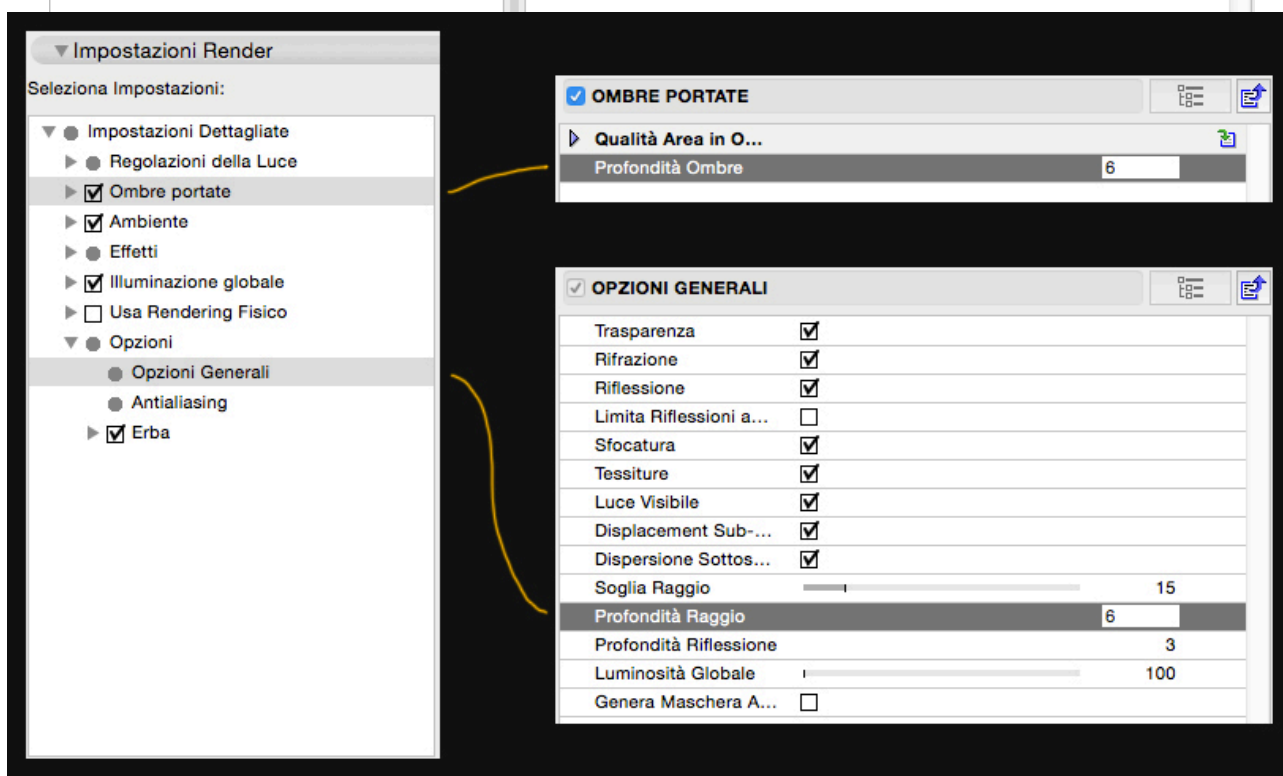 Impostazioni Render
Seleziona Impostazioni:
Impostazioni Dettagliate
Regolazioni della Luce
Ombre portate
Ambiente
Effetti
Illuminazione globale
Usa Rendering Fisico
Opzioni
Opzioni Generali
Antialiasing
Erba
OMBRE PORTATE
Qualità Area in O...
Profondità Ombre 6
OPZIONI GENERALI
Trasparenza
Rifrazione
Riflessione
Limita Riflessioni a...
Sfocatura
Tessiture
Luce Visibile
Displacement Sub-...
Dispersione Sottos...
Soglia Raggio 15
Profondità Raggio 6
Profondità Riflessione 3
Luminosità Globale 100
Genera Maschera A...